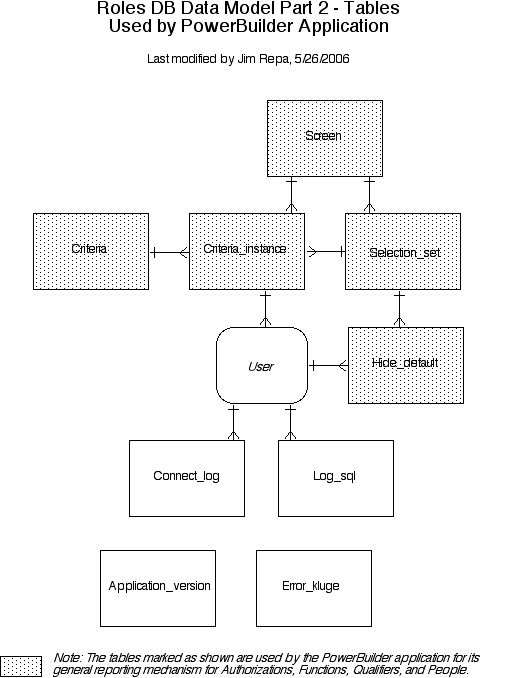 Roles DB Data Model Part 2 - Tables
Used by PowerBuilder Application
Last modified by Jim Repa, 5/26/2006
Screen
Criteria
Criteria_instance
Selection_set
User
Hide_default
Connect_log
Log_sql
Application_version
Error_kluge
Note: The tables marked as shown are used by the PowerBuilder application for its
general reporting mechanism for Authorizations, Functions, Qualifiers, and People.